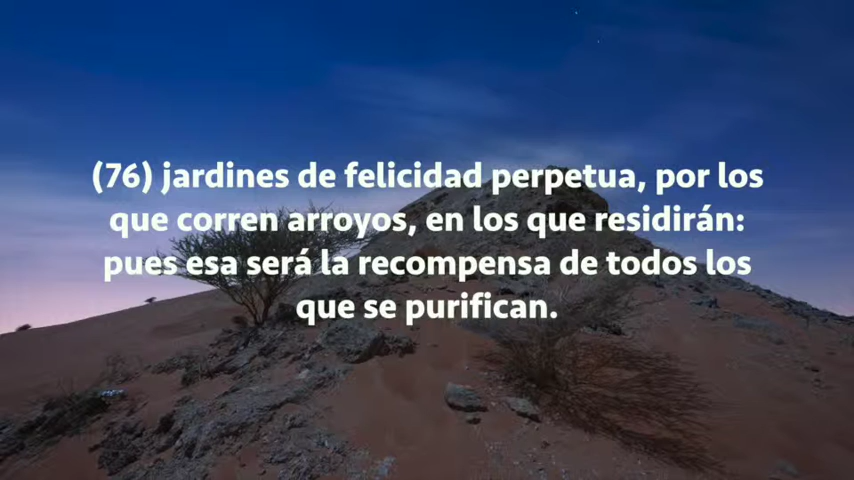 (76) jardines de felicidad perpetua, por los
que corren arroyos, en los que residirán:
pues esa será la recompensa de todos los
que se purifican.